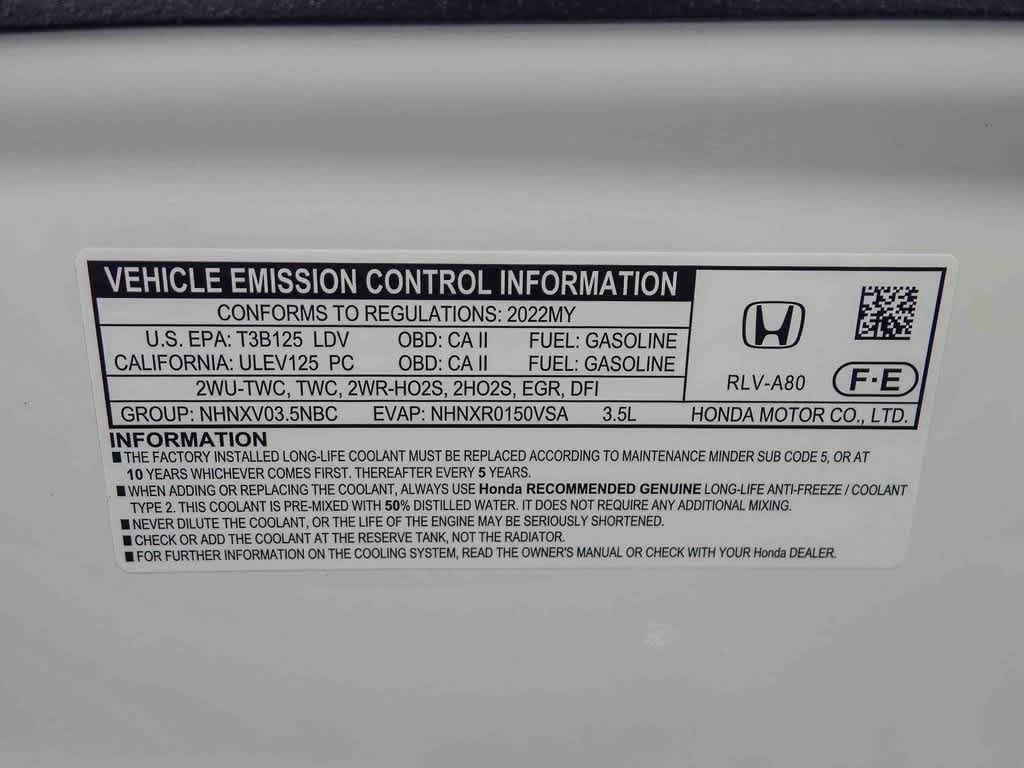 VEHICLE EMISSION CONTROL INFORMATION
CONFORMS TO REGULATIONS: 2022MY
U.S. EPA: T3B125 LDV OBD: CA II FUEL: GASOLINE
CALIFORNIA: ULEV125 PC OBD: CA II FUEL: GASOLINE
2WU-TWC, TWC, 2WR-HO2S, 2HO2S, EGR, DFI
RLV-A80 F·E
GROUP: NHNXV03.5NBC EVAP: NHNXR0150VSA 3.5L HONDA MOTOR CO., LTD.
INFORMATION
■ THE FACTORY INSTALLED LONG-LIFE COOLANT MUST BE REPLACED ACCORDING TO MAINTENANCE MINDER SUB CODE 5, OR AT
10 YEARS WHICHEVER COMES FIRST. THEREAFTER EVERY 5 YEARS.
■ WHEN ADDING OR REPLACING THE COOLANT, ALWAYS USE Honda RECOMMENDED GENUINE LONG-LIFE ANTI-FREEZE / COOLANT
TYPE 2. THIS COOLANT IS PRE-MIXED WITH 50% DISTILLED WATER. IT DOES NOT REQUIRE ANY ADDITIONAL MIXING.
■ NEVER DILUTE THE COOLANT, OR THE LIFE OF THE ENGINE MAY BE SERIOUSLY SHORTENED.
■ CHECK OR ADD THE COOLANT AT THE RESERVE TANK, NOT THE RADIATOR.
■ FOR FURTHER INFORMATION ON THE COOLING SYSTEM, READ THE OWNER'S MANUAL OR CHECK WITH YOUR Honda DEALER.